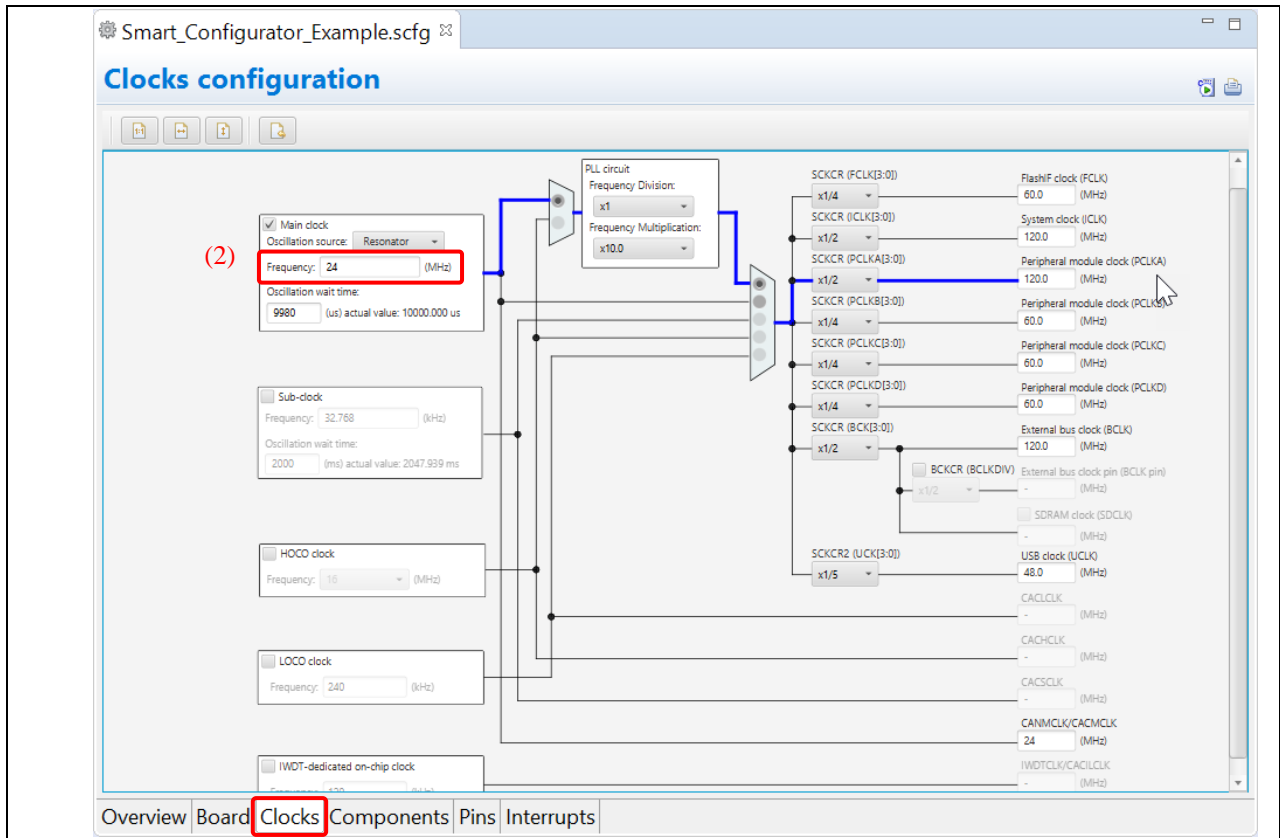 Smart_Configurator_Example.scfg
Clocks configuration
(2)
Main clock
Oscillation source: Resonator
Frequency: 24 (MHz)
Oscillation wait time:
9980 (us) actual value: 10000.000 us
Sub-clock
Frequency: 32.768 (kHz)
Oscillation wait time:
2000 (ms) actual value: 2047.939 ms
HOCO clock
Frequency: 16 (MHz)
LOCO clock
Frequency: 240 (kHz)
IWDT-dedicated on-chip clock
Frequency: 120 (kHz)
PLL circuit
Frequency Division:
x1
Frequency Multiplication:
x10.0
SCKCR (FCLK[3:0])
x1/4
SCKCR (ICLK[3:0])
x1/2
SCKCR (PCLKA[3:0])
x1/2
SCKCR (PCLKB[3:0])
x1/4
SCKCR (PCLKC[3:0])
x1/4
SCKCR (PCLKD[3:0])
x1/4
SCKCR (BCK[3:0])
x1/2
BCKCR (BCLKDIV)
x1/2
SCKCR2 (UCK[3:0])
x1/5
FlashIF clock (FCLK)
60.0 (MHz)
System clock (ICLK)
120.0 (MHz)
Peripheral module clock (PCLKA)
120.0 (MHz)
Peripheral module clock (PCLKB)
60.0 (MHz)
Peripheral module clock (PCLKC)
60.0 (MHz)
Peripheral module clock (PCLKD)
60.0 (MHz)
External bus clock (BCLK)
120.0 (MHz)
External bus clock pin (BCLK pin)
- (MHz)
SDRAM clock (SDCLK)
- (MHz)
USB clock (UCLK)
48.0 (MHz)
CACLCLK
- (MHz)
CACHCLK
- (MHz)
CACSCLK
- (MHz)
CANMCLK/CACMCLK
24 (MHz)
IWDTCLK/CACILCLK
- (MHz)
Overview Board Clocks Components Pins Interrupts